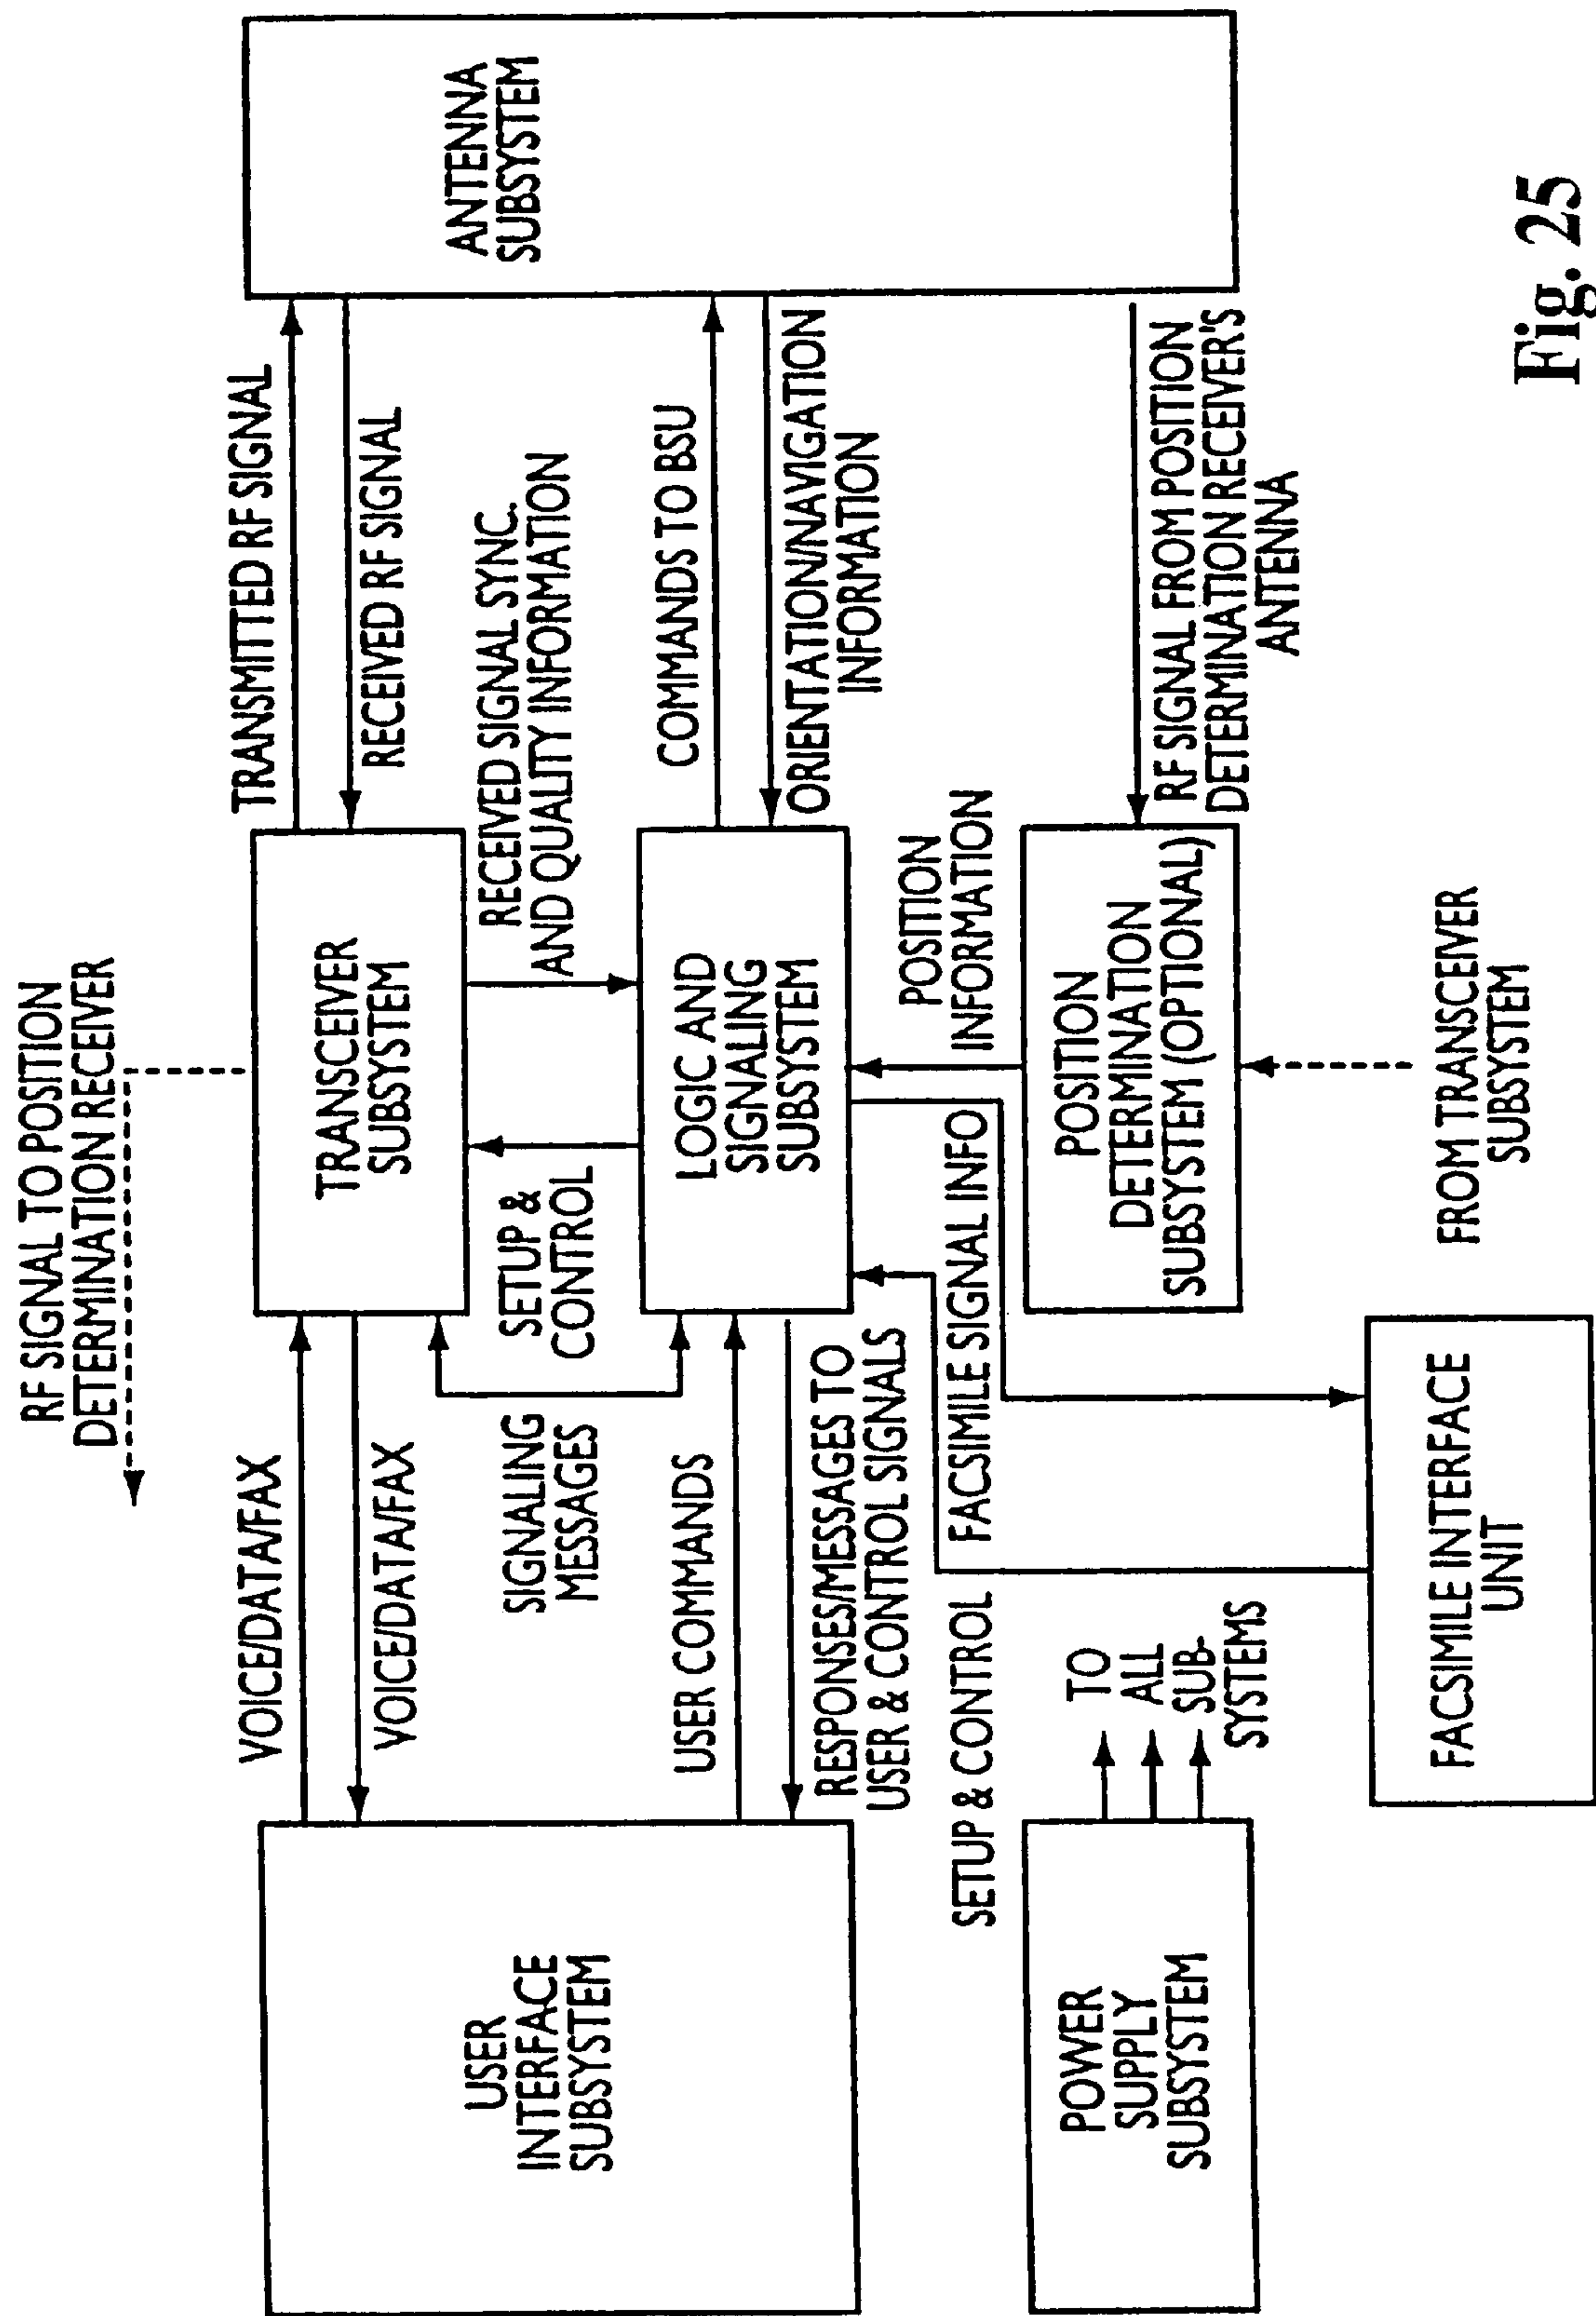 RF SIGNAL TO POSITION
DETERMINATION RECEIVER
VOICE/DATA/FAX
TRANSMITTED RF SIGNAL
VOICE/DATA/FAX
RECEIVED RF SIGNAL
TRANSCEIVER
SUBSYSTEM
ANTENNA
SUBSYSTEM
USER
INTERFACE
SUBSYSTEM
SIGNALING
MESSAGES
SETUP &
CONTROL
RECEIVED SIGNAL SYNC.
AND QUALITY INFORMATION
USER COMMANDS
LOGIC AND
SIGNALING
SUBSYSTEM
COMMANDS TO BSU
RESPONSES/MESSAGES TO
USER & CONTROL SIGNALS
ORIENTATION/NAVIGATION
INFORMATION
SETUP & CONTROL
FACSIMILE SIGNAL INFO
POSITION
INFORMATION
POWER
SUPPLY
SUBSYSTEM
TO
ALL
SUB-
SYSTEMS
POSITION
DETERMINATION
SUBSYSTEM (OPTIONAL)
RF SIGNAL FROM POSITION
DETERMINATION RECEIVER'S
ANTENNA
FACSIMILE INTERFACE
UNIT
FROM TRANSCEIVER
SUBSYSTEM
Fig. 25